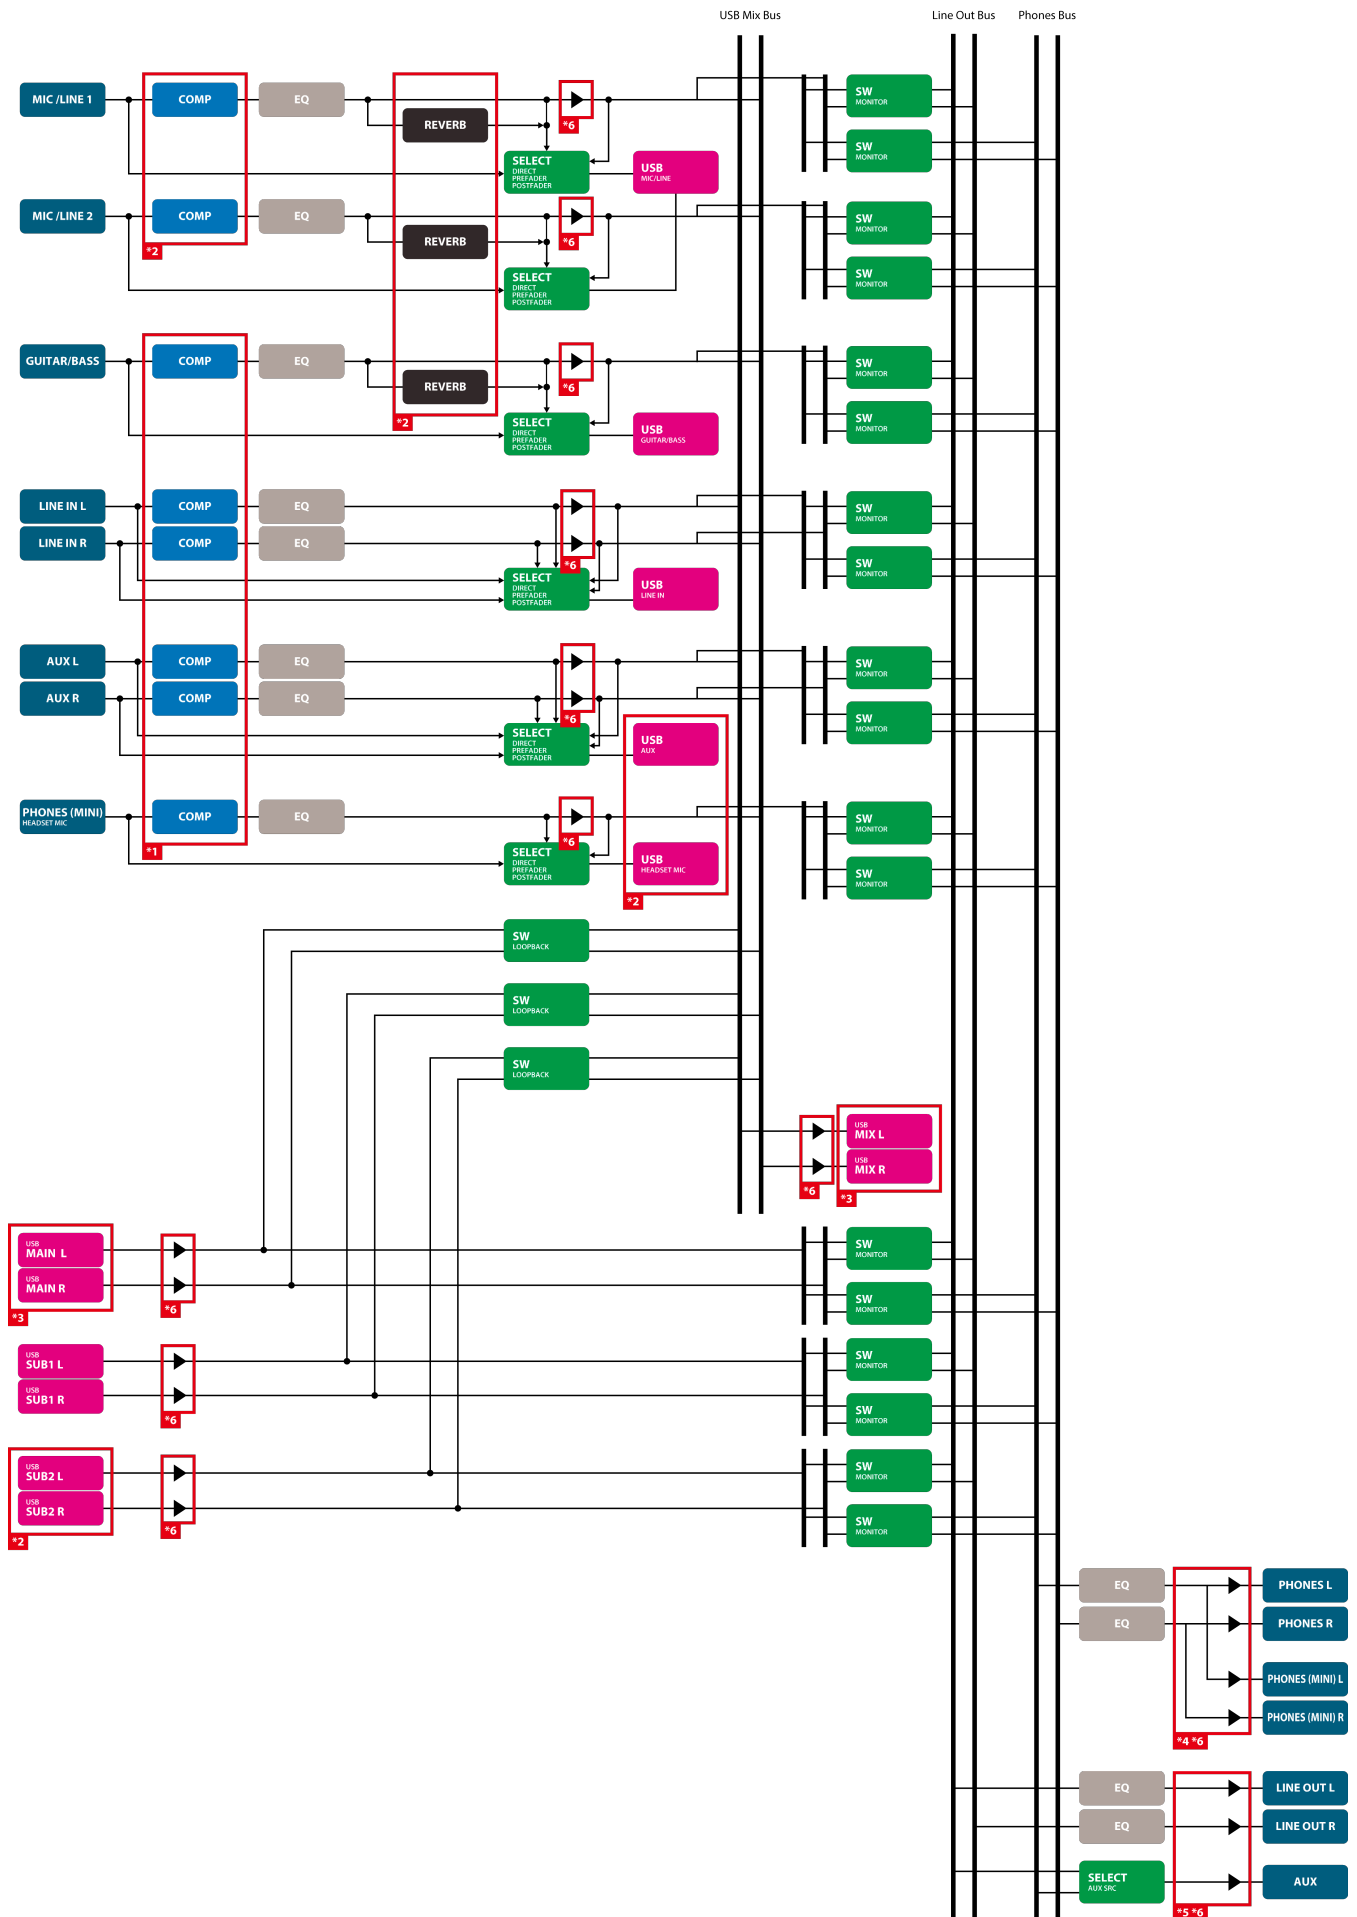 USB Mix Bus
Line Out Bus
Phones Bus
MIC /LINE 1
COMP
EQ
REVERB
*6
SELECT
DIRECT
PREFADER
POSTFADER
USB
MIC/LINE
SW
MONITOR
SW
MONITOR
MIC /LINE 2
COMP
*2
EQ
REVERB
*6
SELECT
DIRECT
PREFADER
POSTFADER
SW
MONITOR
SW
MONITOR
GUITAR/BASS
COMP
EQ
REVERB
*2
*6
SELECT
DIRECT
PREFADER
POSTFADER
USB
GUITAR/BASS
SW
MONITOR
SW
MONITOR
LINE IN L
COMP
EQ
LINE IN R
COMP
EQ
*6
SELECT
DIRECT
PREFADER
POSTFADER
USB
LINE IN
SW
MONITOR
SW
MONITOR
AUX L
COMP
EQ
AUX R
COMP
EQ
*6
SELECT
DIRECT
PREFADER
POSTFADER
USB
AUX
SW
MONITOR
SW
MONITOR
PHONES (MINI)
HEADSET MIC
COMP
*1
EQ
*6
SELECT
DIRECT
PREFADER
POSTFADER
USB
HEADSET MIC
*2
SW
MONITOR
SW
MONITOR
SW
LOOPBACK
SW
LOOPBACK
SW
LOOPBACK
*6
USB
MIX L
USB
MIX R
*3
USB
MAIN L
USB
MAIN R
*3
*6
SW
MONITOR
SW
MONITOR
USB
SUB1 L
USB
SUB1 R
*6
SW
MONITOR
SW
MONITOR
USB
SUB2 L
USB
SUB2 R
*2
*6
SW
MONITOR
SW
MONITOR
EQ
PHONES L
EQ
PHONES R
PHONES (MINI) L
PHONES (MINI) R
*4 *6
EQ
LINE OUT L
EQ
LINE OUT R
SELECT
AUX SRC
AUX
*5 *6